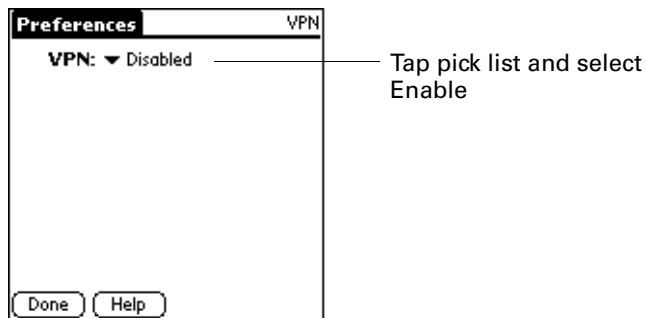 Preferences VPN
VPN: Disabled
Tap pick list and select
Enable
Done Help